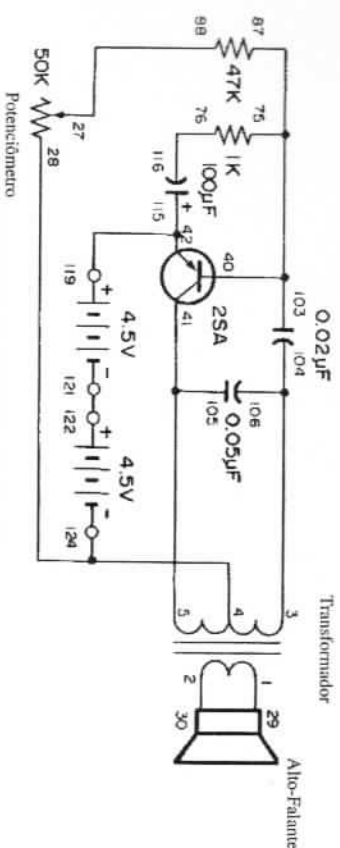 Potenciômetro
50K
27
28
88
47K
87
76
1K
75
116
100µF
115
+
42
40
2SA
41
103
0.02µF
104
105
0.05µF
106
119
+
4.5V
-
121
122
+
4.5V
-
124
Transformador
3
4
5
1
2
29
30
Alto-Falante